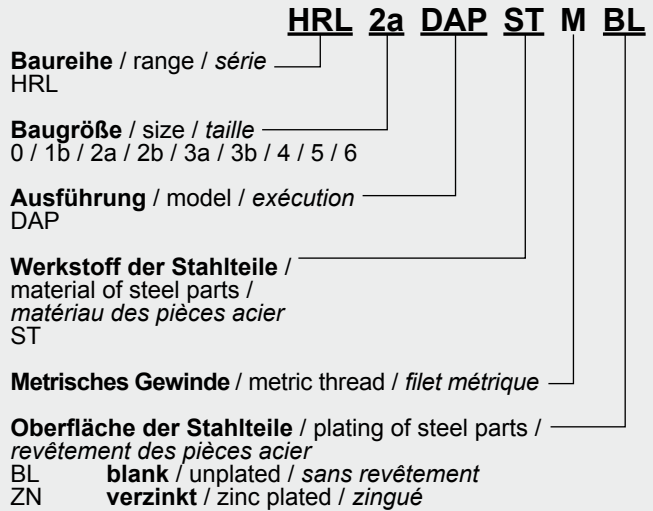 HRL 2a DAP ST M BL
Baureihe / range / série
HRL
Baugröße / size / taille
0 / 1b / 2a / 2b / 3a / 3b / 4 / 5 / 6
Ausführung / model / exécution
DAP
Werkstoff der Stahlteile /
material of steel parts /
matériau des pièces acier
ST
Metrisches Gewinde / metric thread / filet métrique
Oberfläche der Stahlteile / plating of steel parts /
revêtement des pièces acier
BL blank / unplated / sans revêtement
ZN verzinkt / zinc plated / zingué